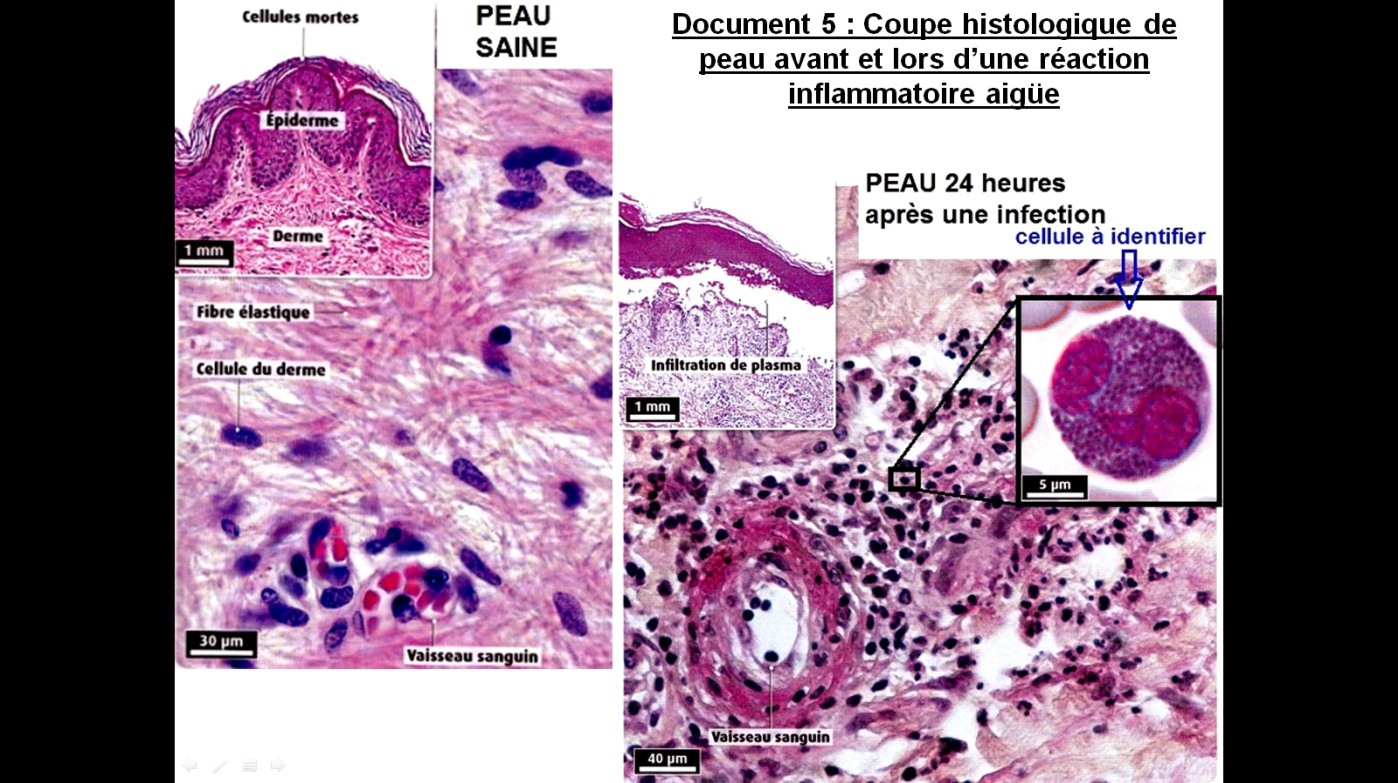 Cellules mortes
Épiderme
Derme
1 mm
PEAU
SAINE
Fibre élastique
Cellule du derme
30 µm
Vaisseau sanguin
Document 5 : Coupe histologique de
peau avant et lors d’une réaction
inflammatoire aigüe
PEAU 24 heures
après une infection
cellule à identifier
Infiltration de plasma
1 mm
5 µm
Vaisseau sanguin
40 µm